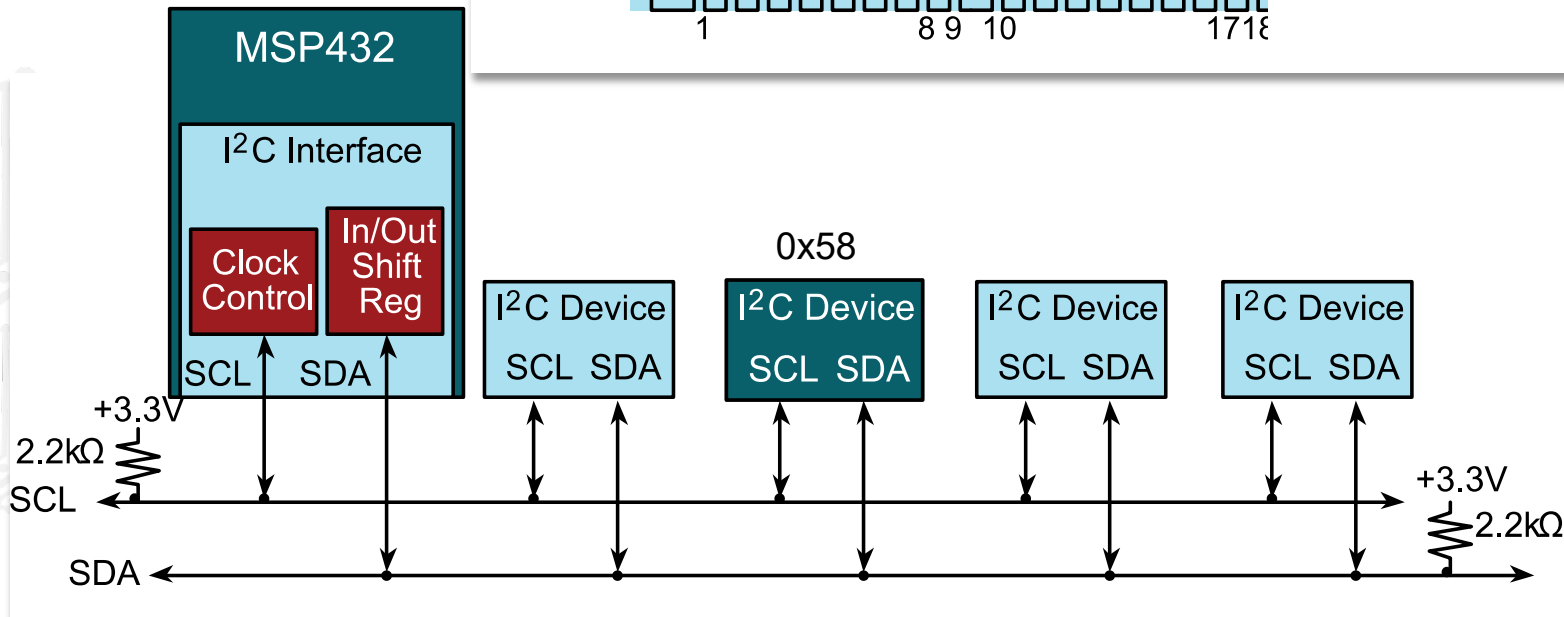 1 8 9 10 17 18
MSP432
I²C Interface
Clock
Control
In/Out
Shift
Reg
SCL SDA
0x58
I²C Device
SCL SDA
I²C Device
SCL SDA
I²C Device
SCL SDA
I²C Device
SCL SDA
+3.3V
2.2kΩ
SCL
+3.3V
2.2kΩ
SDA